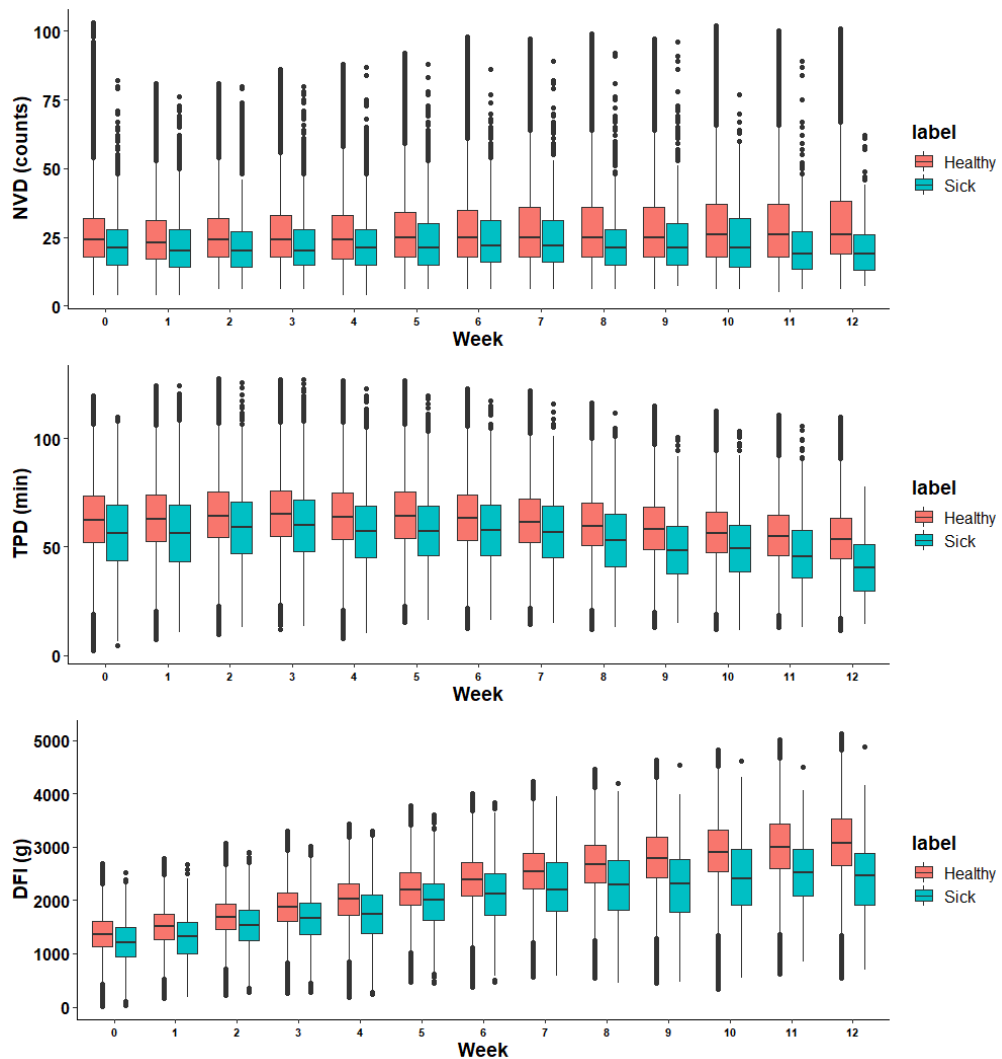 NVD (counts)
100
75
50
25
0
0 1 2 3 4 5 6 7 8 9 10 11 12
Week
label
Healthy
Sick
TPD (min)
100
50
0
0 1 2 3 4 5 6 7 8 9 10 11 12
Week
label
Healthy
Sick
DFI (g)
5000
4000
3000
2000
1000
0
0 1 2 3 4 5 6 7 8 9 10 11 12
Week
label
Healthy
Sick